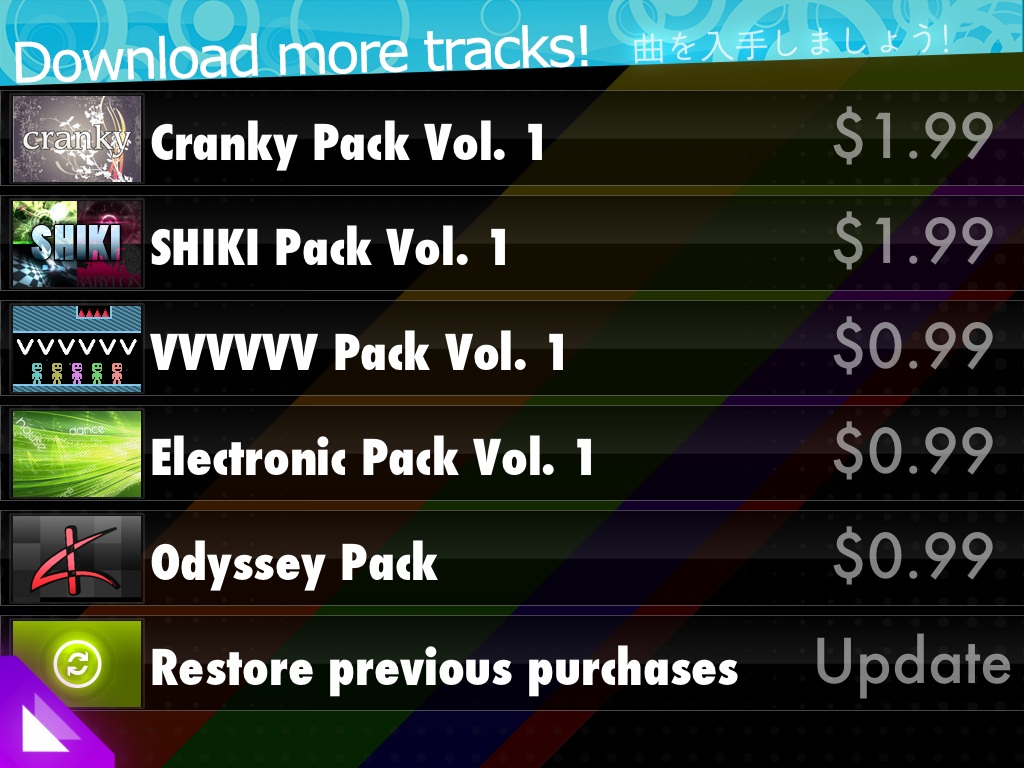 Download more tracks! 曲を入手しましょう!
cranky
Cranky Pack Vol. 1 $1.99
SHIKI
SHIKI Pack Vol. 1 $1.99
VVVVVV
VVVVVV Pack Vol. 1 $0.99
house dance
Electronic Pack Vol. 1 $0.99
Odyssey Pack $0.99
Restore previous purchases Update